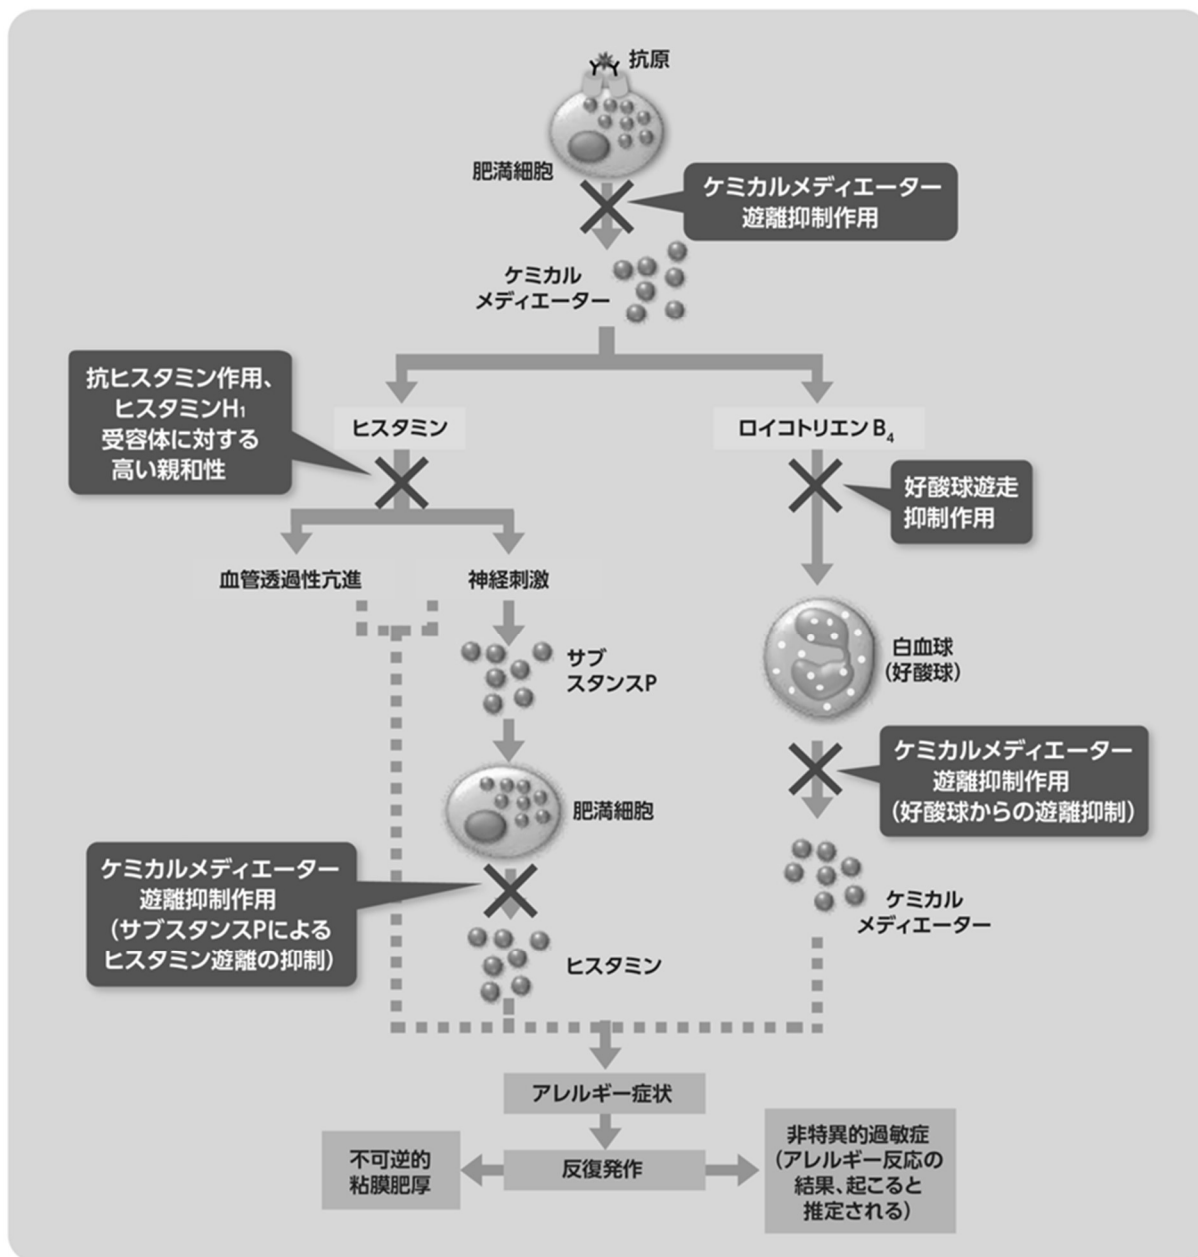 抗原
肥満細胞
ケミカルメディエーター
遊離抑制作用
ケミカル
メディエーター
抗ヒスタミン作用、
ヒスタミンH₁
受容体に対する
高い親和性
ヒスタミン
ロイコトリエンB₄
好酸球遊走
抑制作用
血管透過性亢進
神経刺激
サブ
スタンスP
白血球
(好酸球)
肥満細胞
ケミカルメディエーター
遊離抑制作用
(好酸球からの遊離抑制)
ケミカルメディエーター
遊離抑制作用
(サブスタンスPによる
ヒスタミン遊離の抑制)
ヒスタミン
ケミカル
メディエーター
アレルギー症状
不可逆的
粘膜肥厚
反復発作
非特異的過敏症
(アレルギー反応の
結果、起こると
推定される)